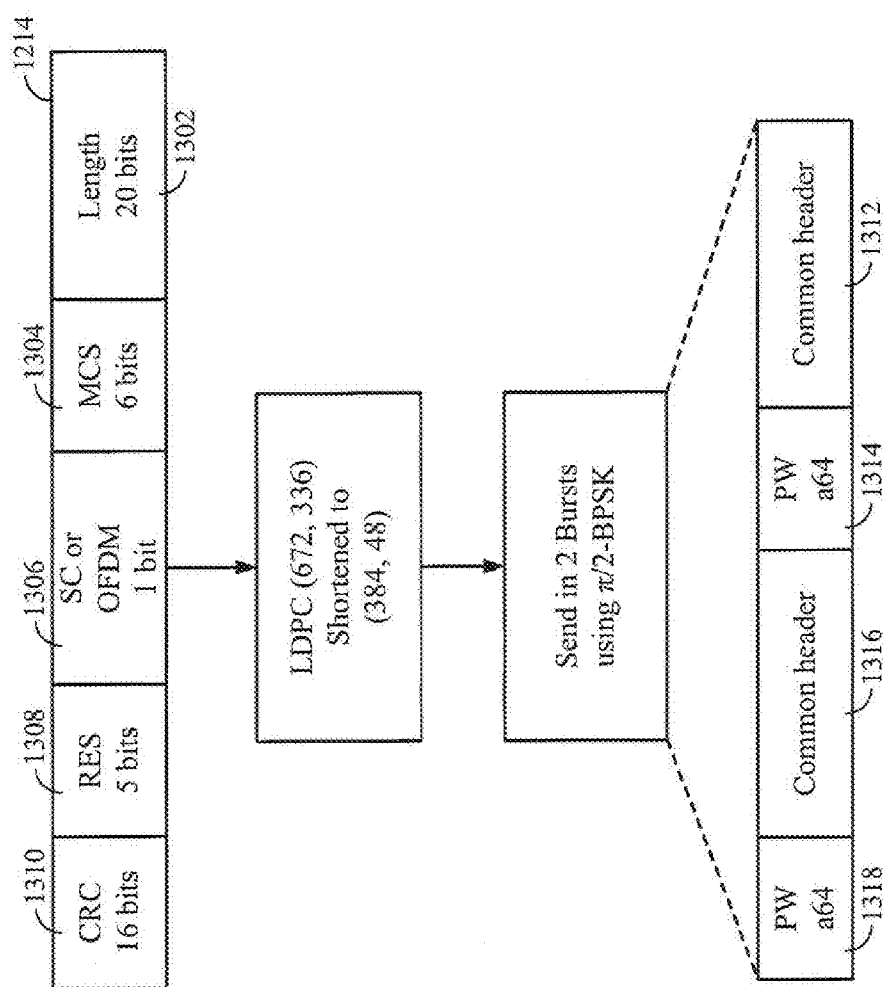 1214
1310
1308
1306
1304
CRC
16 bits
RES
5 bits
SC or
OFDM
1 bit
MCS
6 bits
Length
20 bits
1302
LDPC (672, 336)
Shortened to
(384, 48)
Send in 2 Bursts
using π/2-BPSK
PW
a64
Common header
PW
a64
Common header
1318
1316
1314
1312